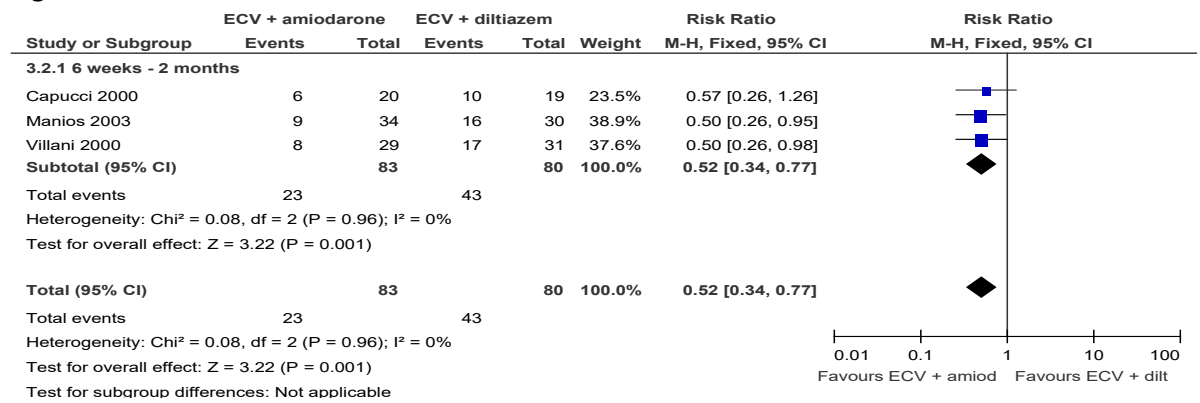 ECV + amiodarone ECV + diltiazem Risk Ratio Risk Ratio
Study or Subgroup Events Total Events Total Weight M-H, Fixed, 95% CI M-H, Fixed, 95% CI
3.2.1 6 weeks - 2 months
Capucci 2000 6 20 10 19 23.5% 0.57 [0.26, 1.26]
Manios 2003 9 34 16 30 38.9% 0.50 [0.26, 0.95]
Villani 2000 8 29 17 31 37.6% 0.50 [0.26, 0.98]
Subtotal (95% CI) 83 80 100.0% 0.52 [0.34, 0.77]
Total events 23 43
Heterogeneity: Chi² = 0.08, df = 2 (P = 0.96); I² = 0%
Test for overall effect: Z = 3.22 (P = 0.001)
Total (95% CI) 83 80 100.0% 0.52 [0.34, 0.77]
Total events 23 43
Heterogeneity: Chi² = 0.08, df = 2 (P = 0.96); I² = 0%
Test for overall effect: Z = 3.22 (P = 0.001)
Test for subgroup differences: Not applicable
0.01 0.1 1 10 100
Favours ECV + amiod Favours ECV + dilt